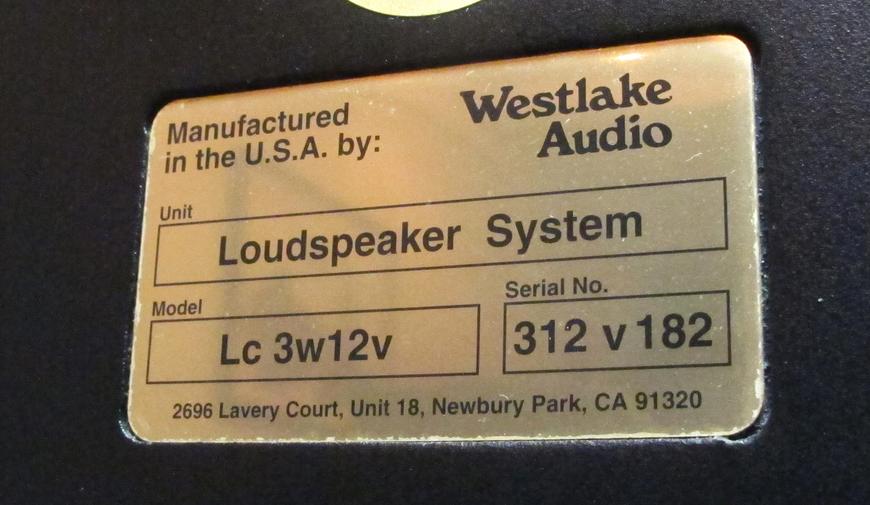 Manufactured
in the U.S.A. by:
Westlake
Audio
Unit
Loudspeaker System
Model
Lc 3w12v
Serial No.
312 v 182
2696 Lavery Court, Unit 18, Newbury Park, CA 91320